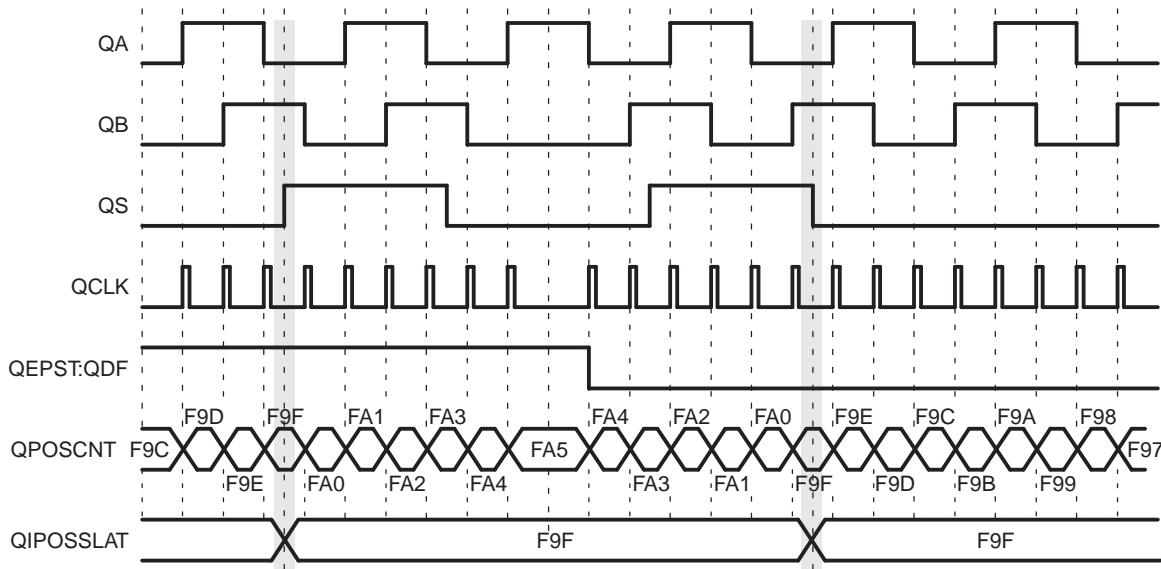 QA
QB
QS
QCLK
QEPST:QDF
F9D F9F FA1 FA3 FA4 FA2 FA0 F9E F9C F9A F98
QPOSCNT F9C FA5 F97
F9E FA0 FA2 FA4 FA3 FA1 F9F F9D F9B F99
QIPOSSLAT F9F F9F